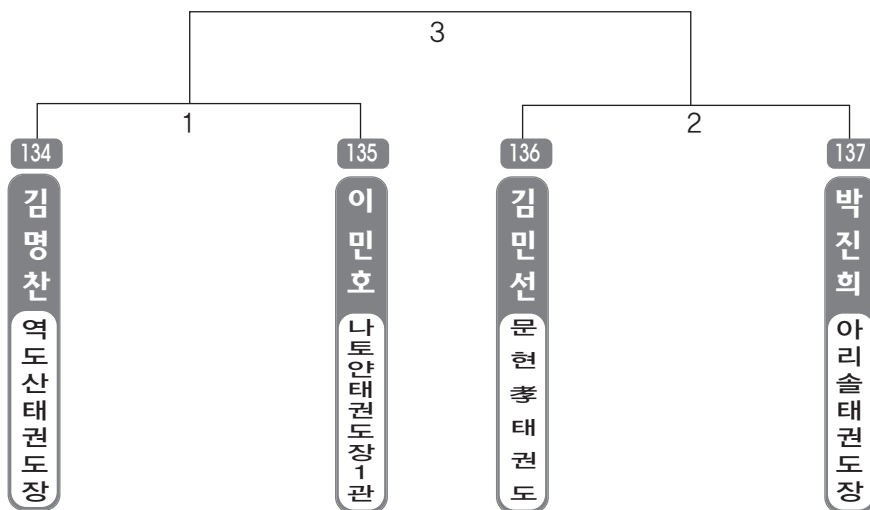 3
1
2
134
135
136
137
김명찬
이민호
김민선
박진희
역도산태권도장
나토얀태권도장1관
문현孝태권도
아리솔태권도장